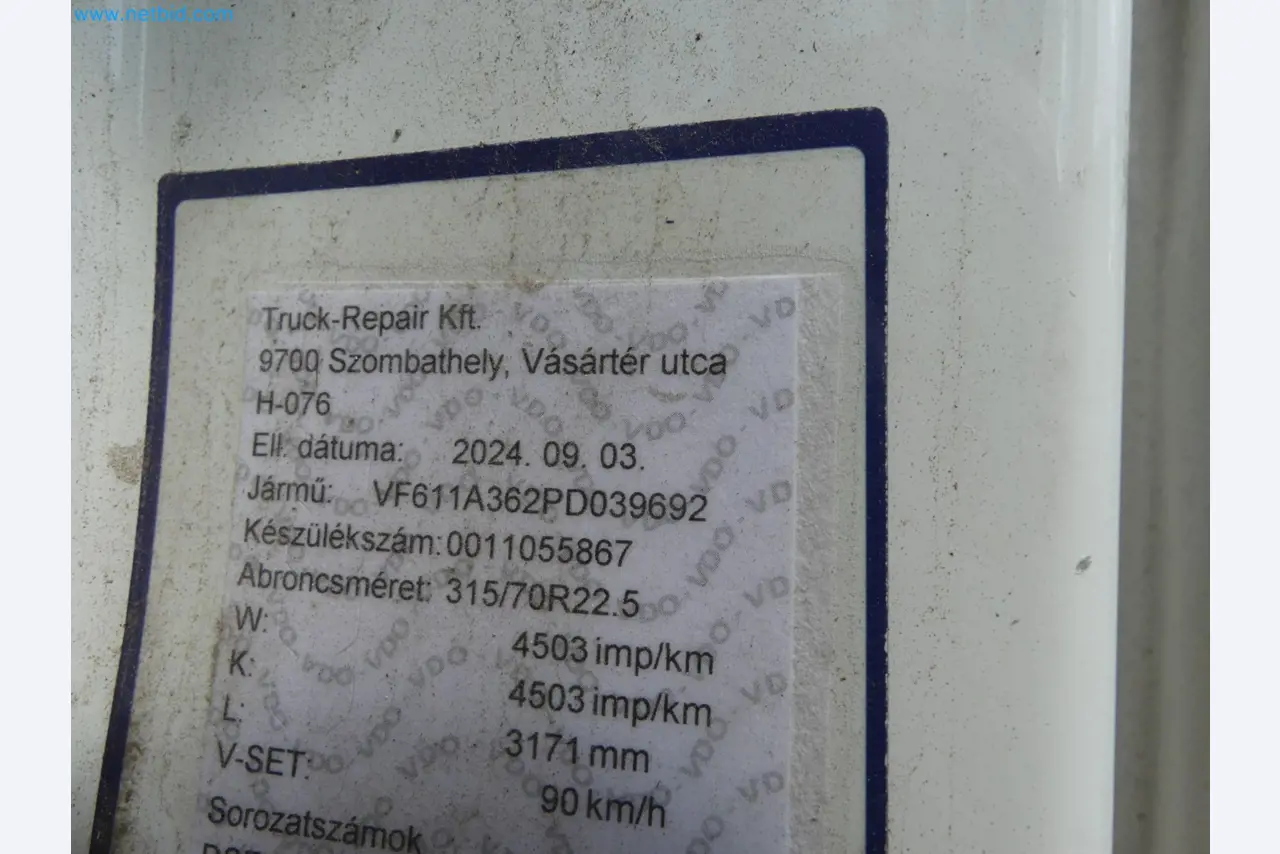 www.netbid.com
Truck-Repair Kft.
9700 Szombathely, Vásártér utca
H-076
Ell. dátuma: 2024. 09. 03.
Jármű: VF611A362PD039692
Készülékszám: 0011055867
Abroncsméret: 315/70R22.5
W: 4503 imp/km
K: 4503 imp/km
L: 3171 mm
V-SET: 90 km/h
Sorozatszámok